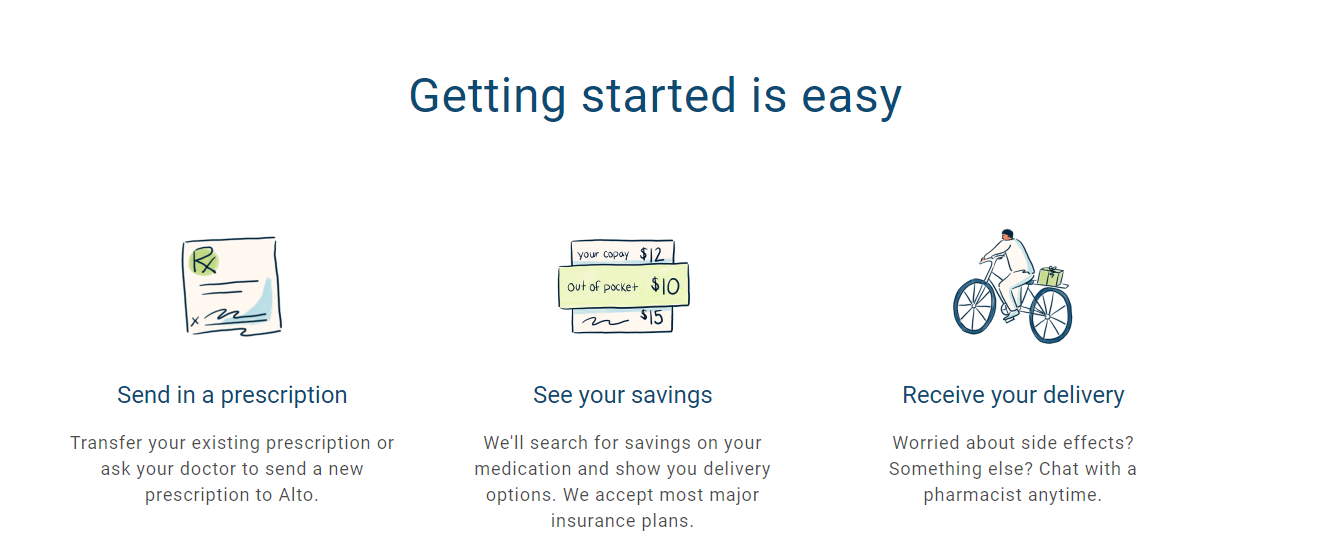 Getting started is easy
Rx
x
your copay $12
Out of pocket $10
$15
Send in a prescription
Transfer your existing prescription or
ask your doctor to send a new
prescription to Alto.
See your savings
We'll search for savings on your
medication and show you delivery
options. We accept most major
insurance plans.
Receive your delivery
Worried about side effects?
Something else? Chat with a
pharmacist anytime.